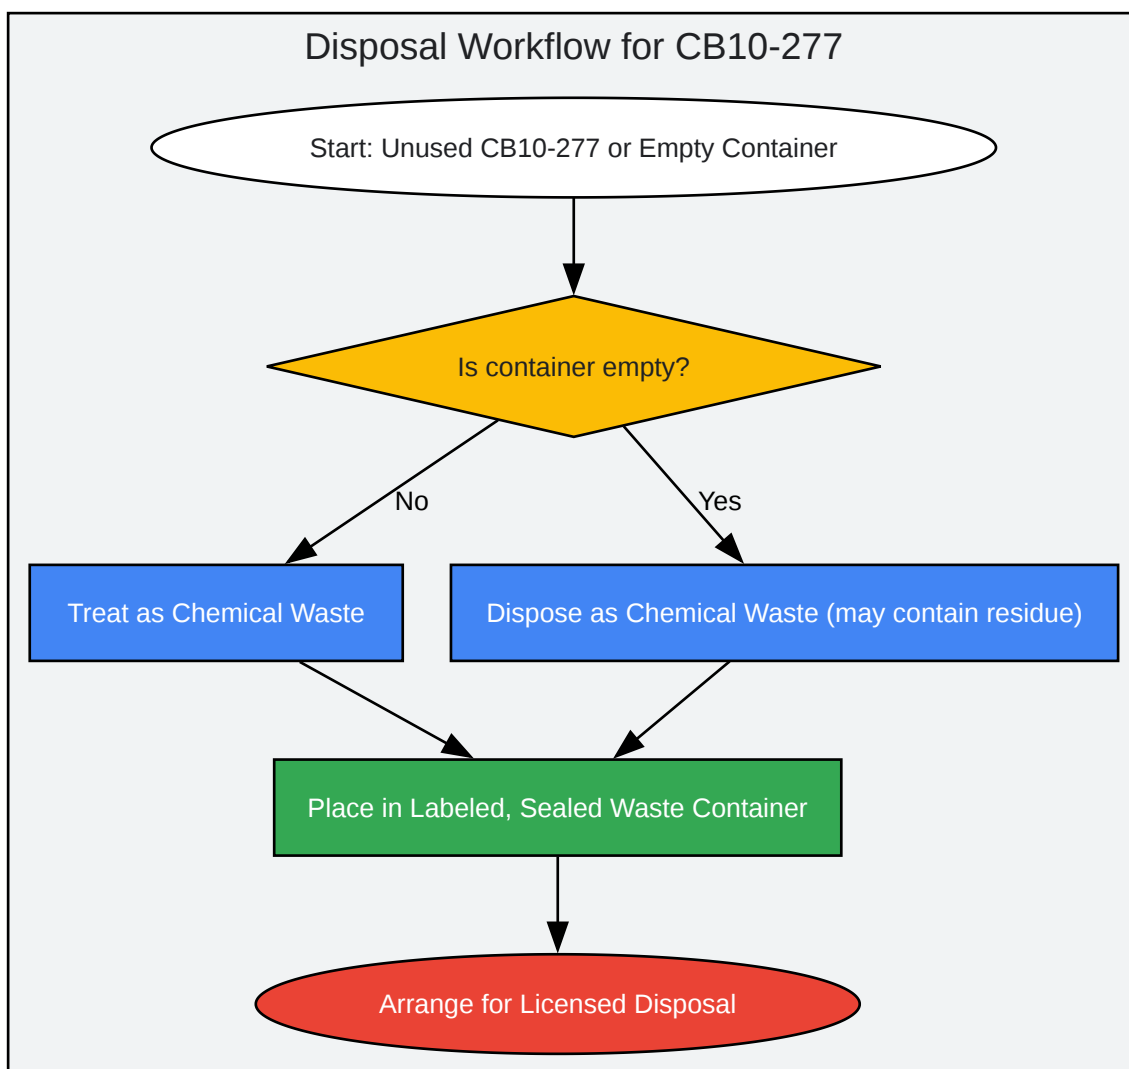 Disposal Workflow for CB10-277
Start: Unused CB10-277 or Empty Container
Is container empty?
No
Yes
Treat as Chemical Waste
Dispose as Chemical Waste (may contain residue)
Place in Labeled, Sealed Waste Container
Arrange for Licensed Disposal